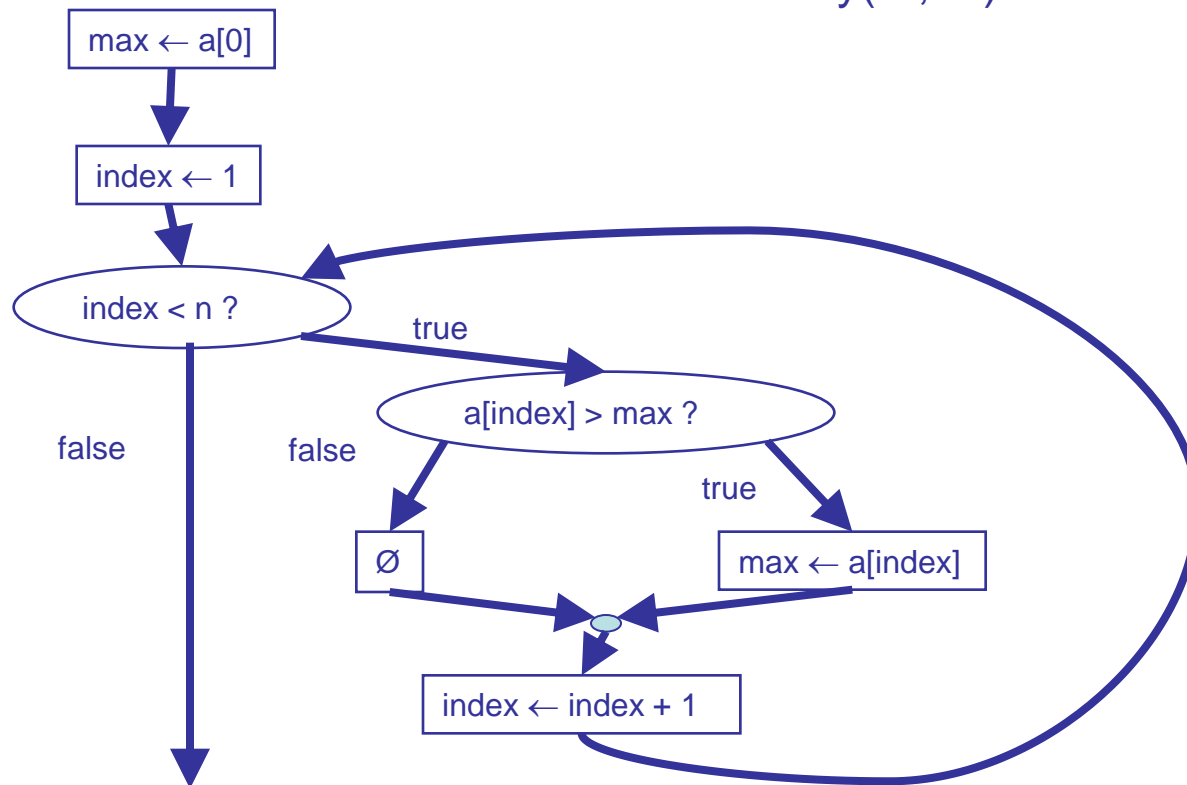 max ← a[0]
index ← 1
index < n ?
true
a[index] > max ?
false
false
true
Ø
max ← a[index]
index ← index + 1